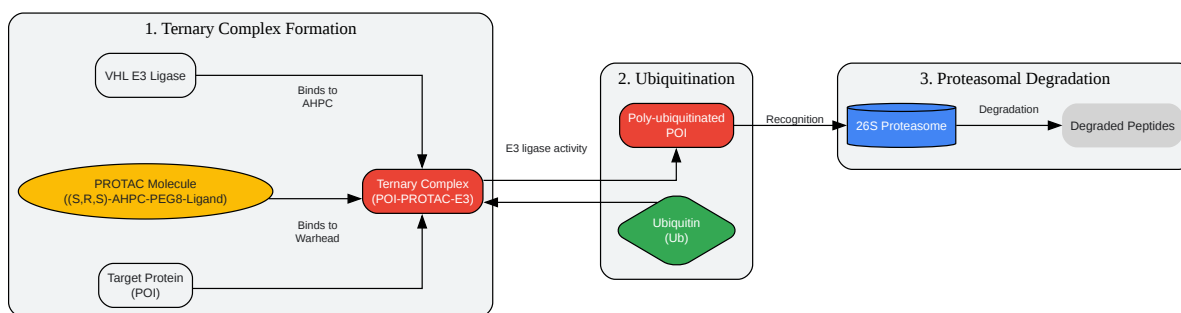 1. Ternary Complex Formation
VHL E3 Ligase
Binds to
AHPC
PROTAC Molecule
((S,R,S)-AHPC-PEG8-Ligand)
Ternary Complex
(POI-PROTAC-E3)
Binds to
Warhead
Target Protein
(POI)
E3 ligase activity
2. Ubiquitination
Poly-ubiquitinated
POI
Ubiquitin
(Ub)
Recognition
3. Proteasomal Degradation
26S Proteasome
Degradation
Degraded Peptides